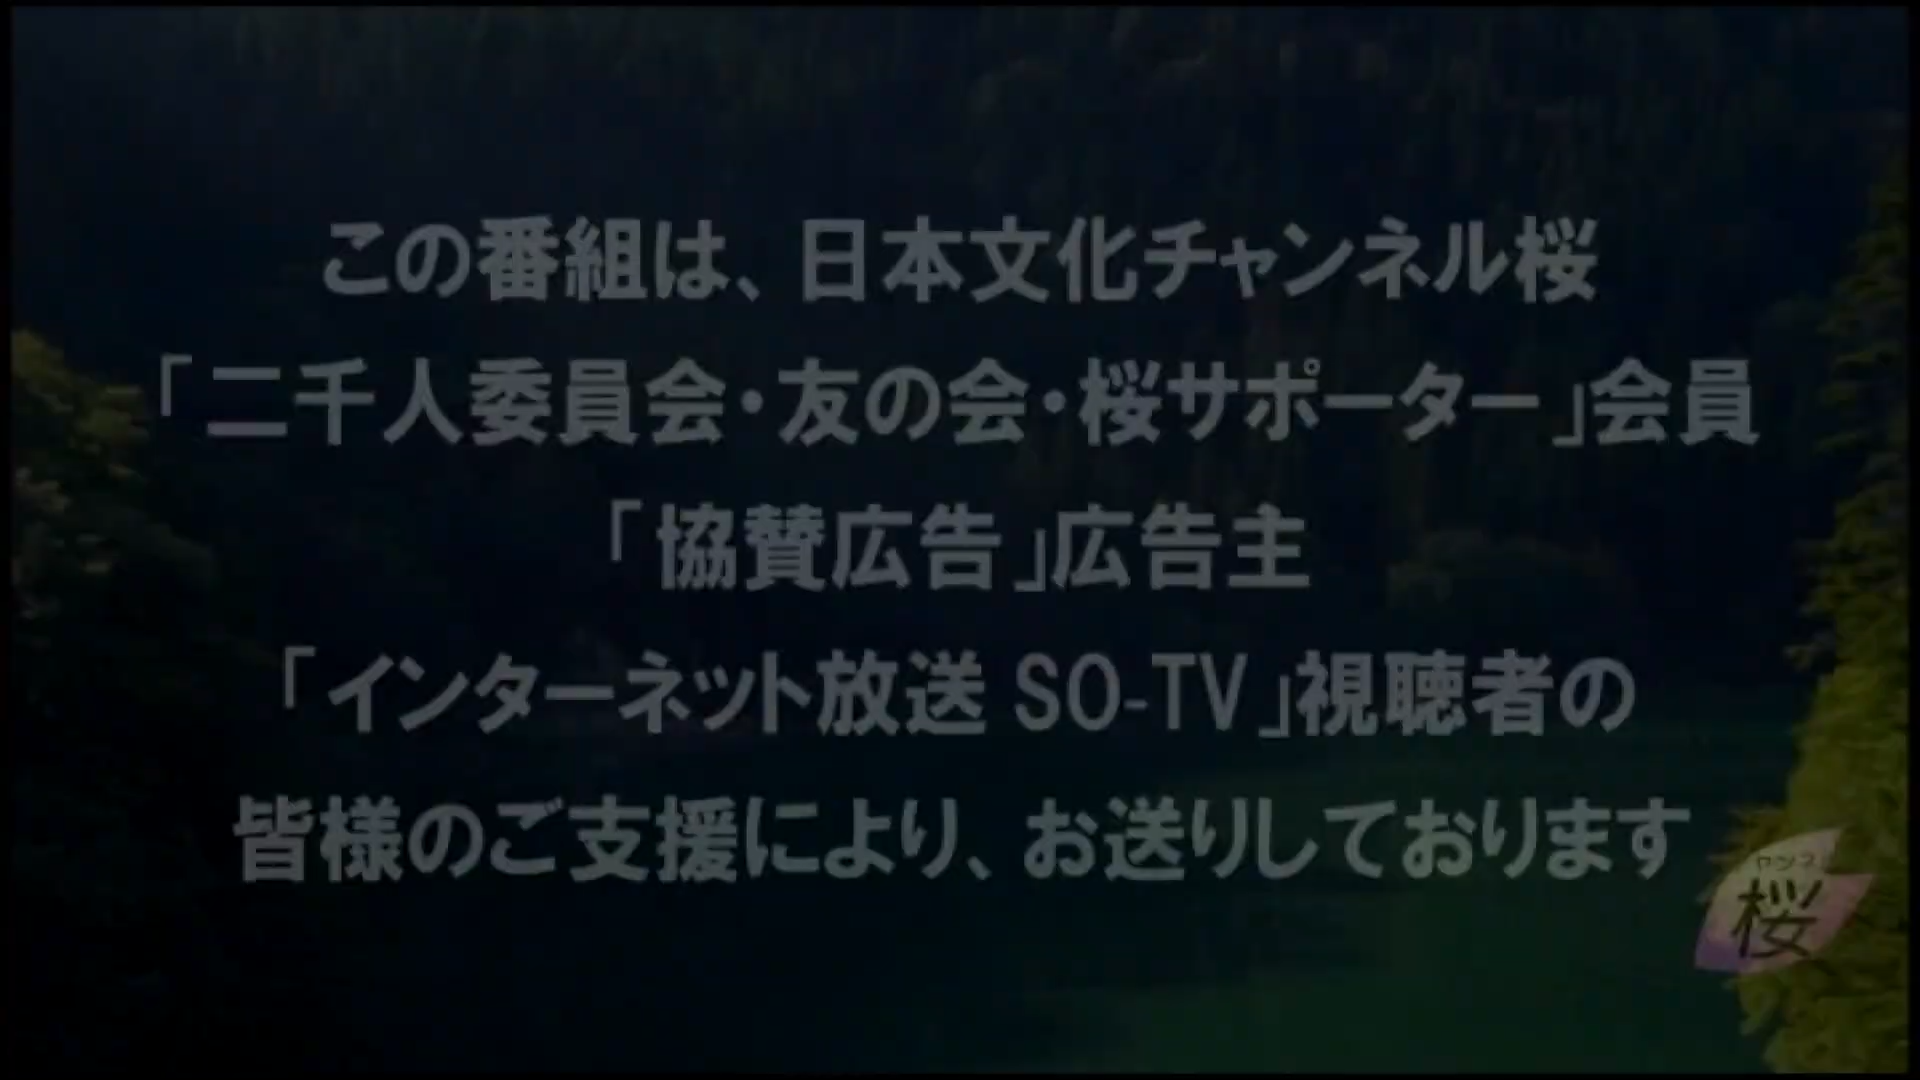 この番組は、日本文化チャンネル桜
「二千人委員会・友の会・桜サポーター」会員
「協賛広告」広告主
「インターネット放送 SO-TV」視聴者の
皆様のご支援により、お送りしております
桜